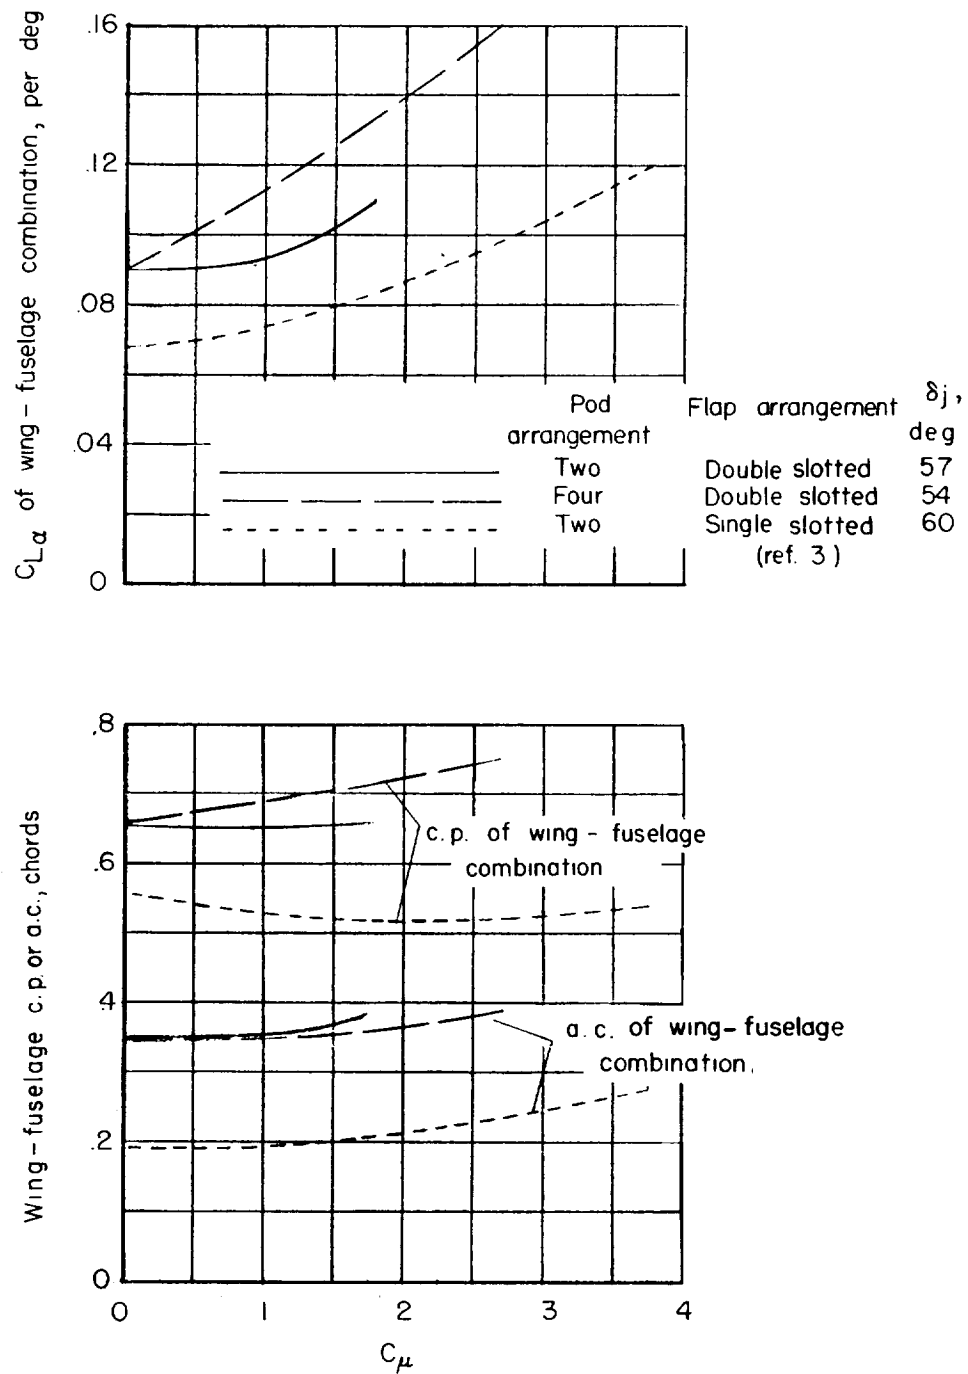 C_Lα of wing-fuselage combination, per deg
.16
.12
.08
.04
0
Pod arrangement
Flap arrangement
δj, deg
Two Double slotted 57
Four Double slotted 54
Two Single slotted 60
(ref. 3)
Wing-fuselage c.p. or a.c., chords
.8
.6
.4
.2
0
c.p. of wing-fuselage
combination
a.c. of wing-fuselage
combination.
0 1 2 3 4
Cμ